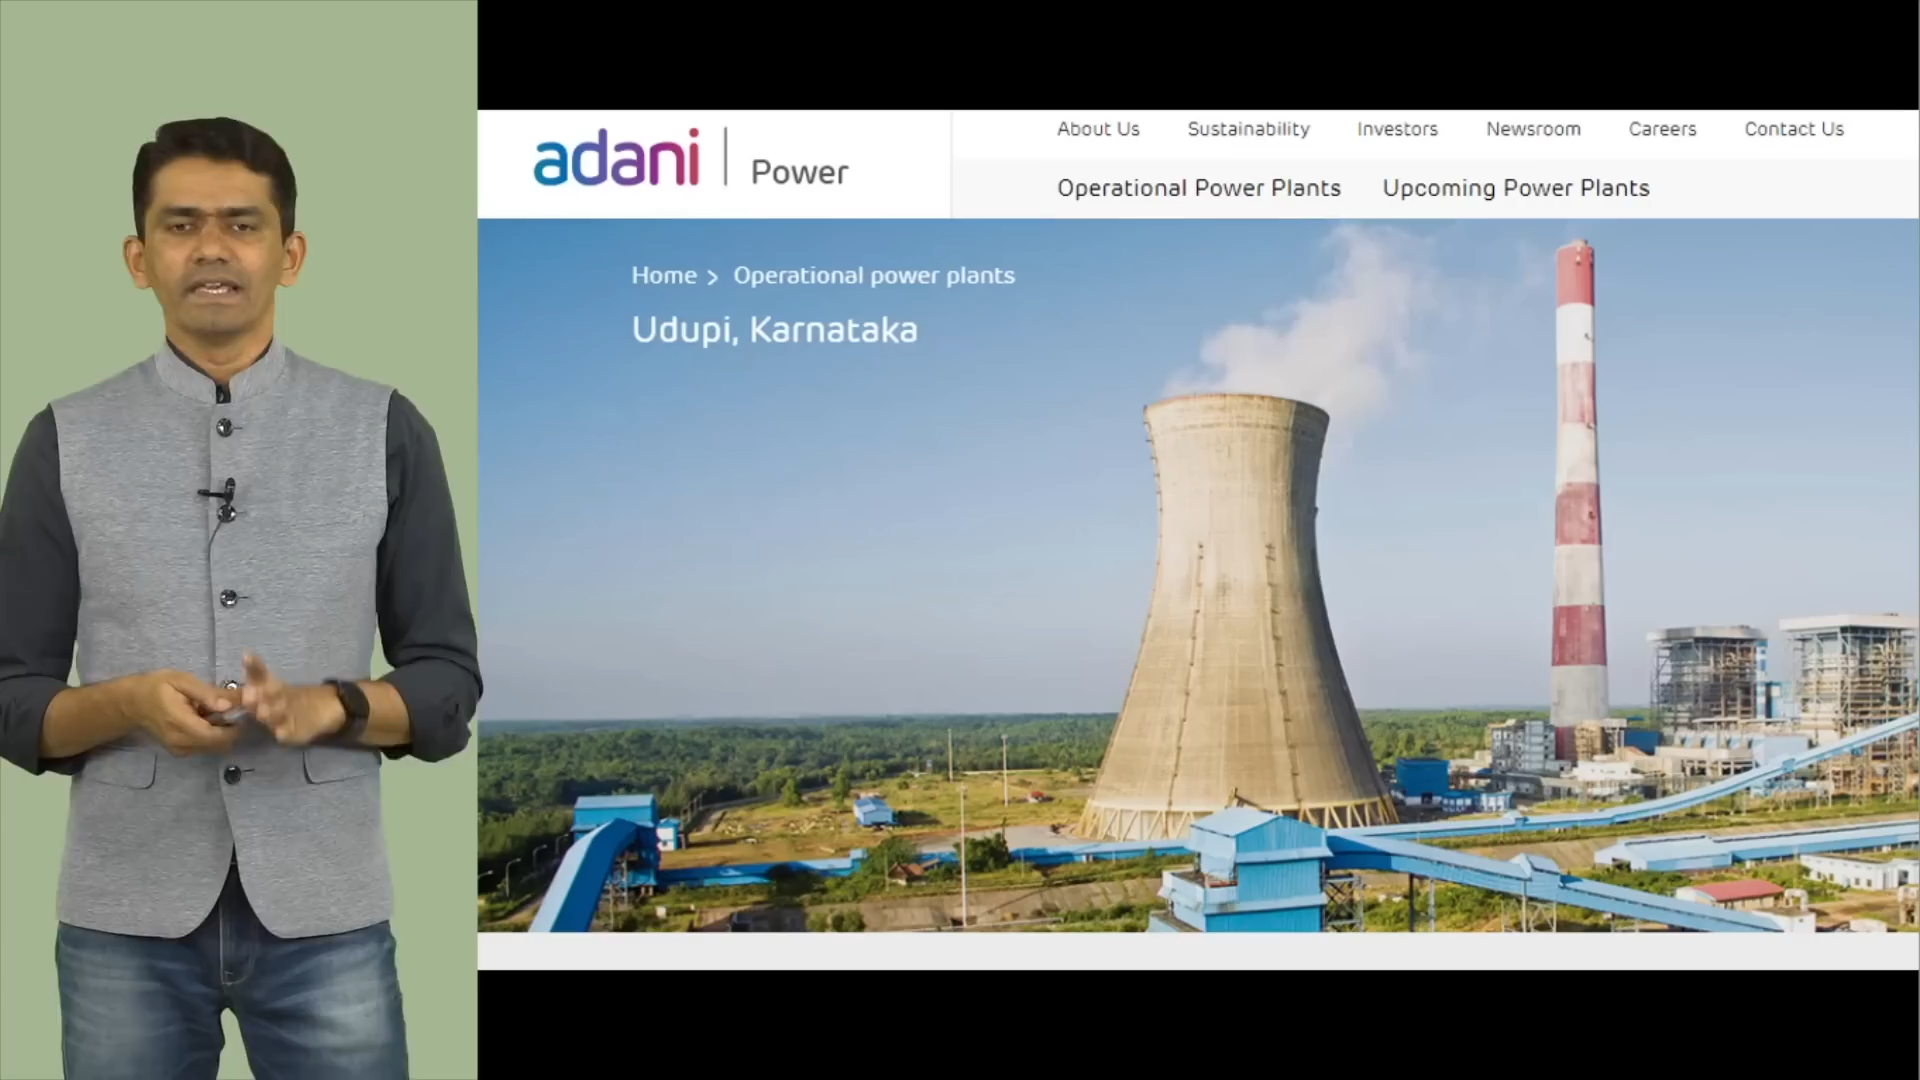 adani | Power
About Us Sustainability Investors Newsroom Careers Contact Us
Operational Power Plants Upcoming Power Plants
Home > Operational power plants
Udupi, Karnataka